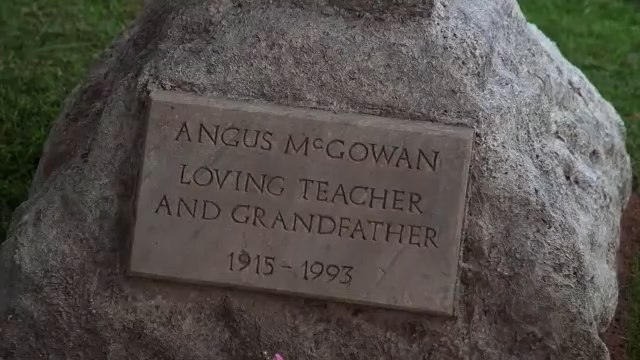 ANGUS McGOWAN
LOVING TEACHER
AND GRANDFATHER
1915-1993